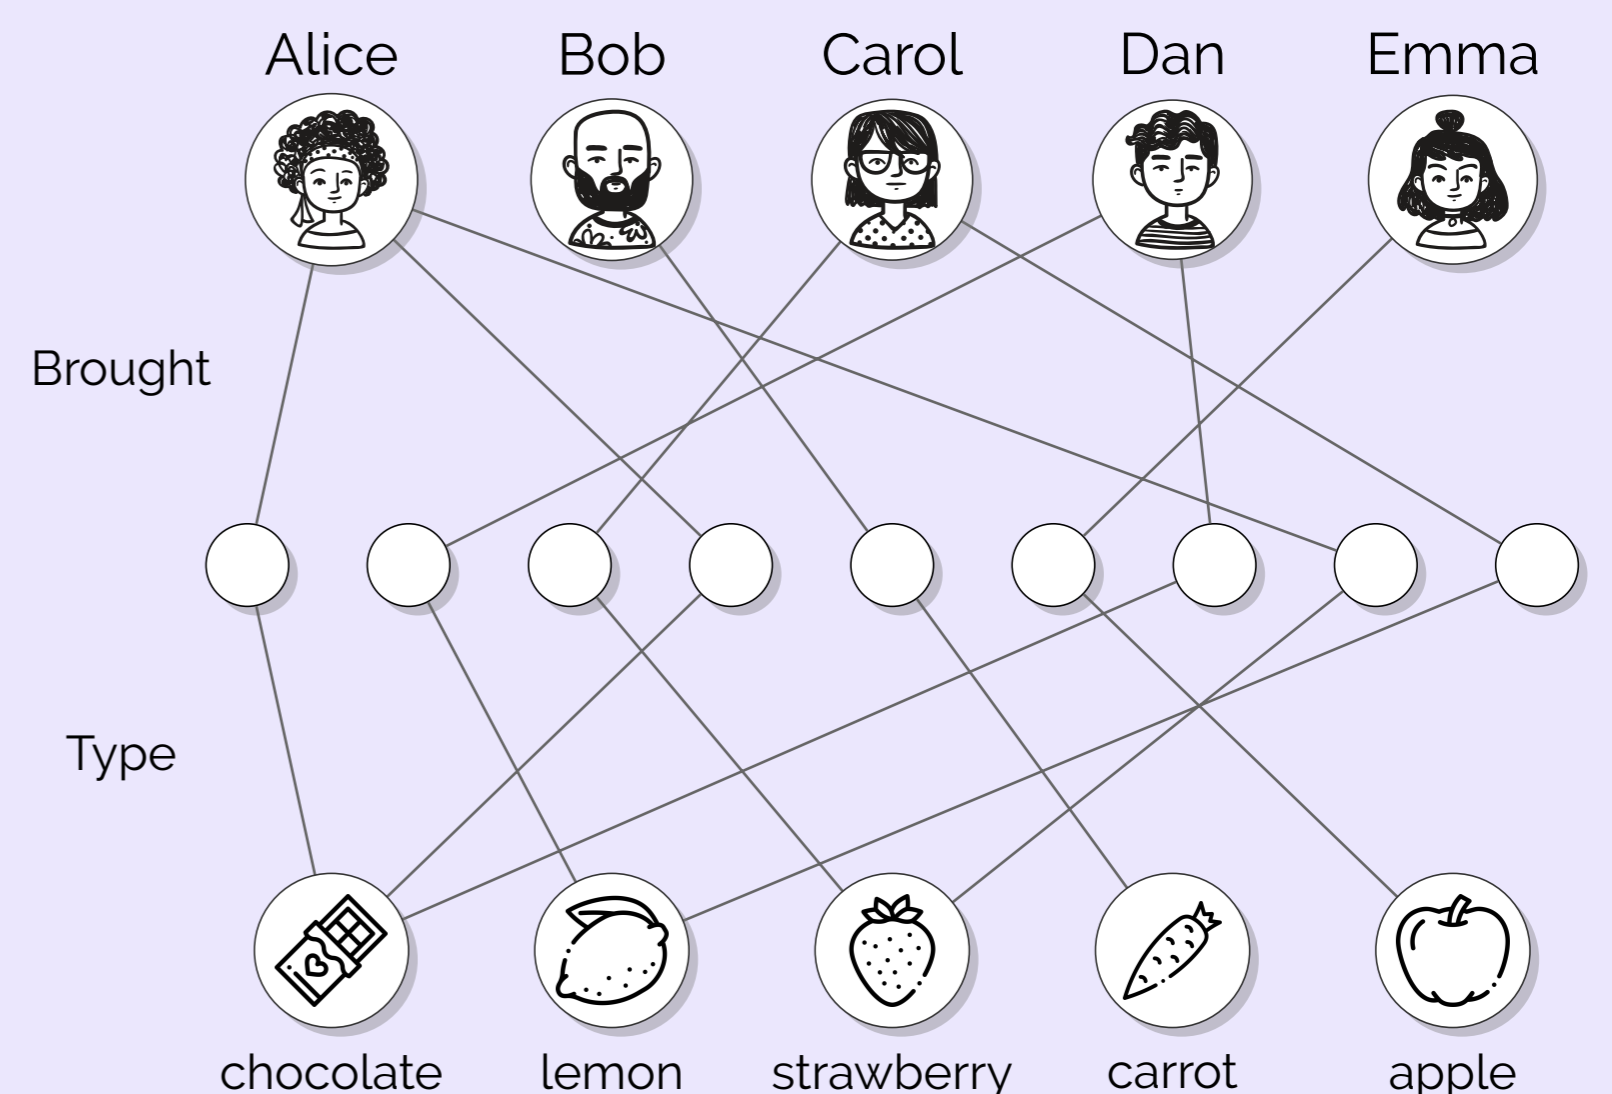 Alice Bob Carol Dan Emma
Brought
Type
chocolate lemon strawberry carrot apple